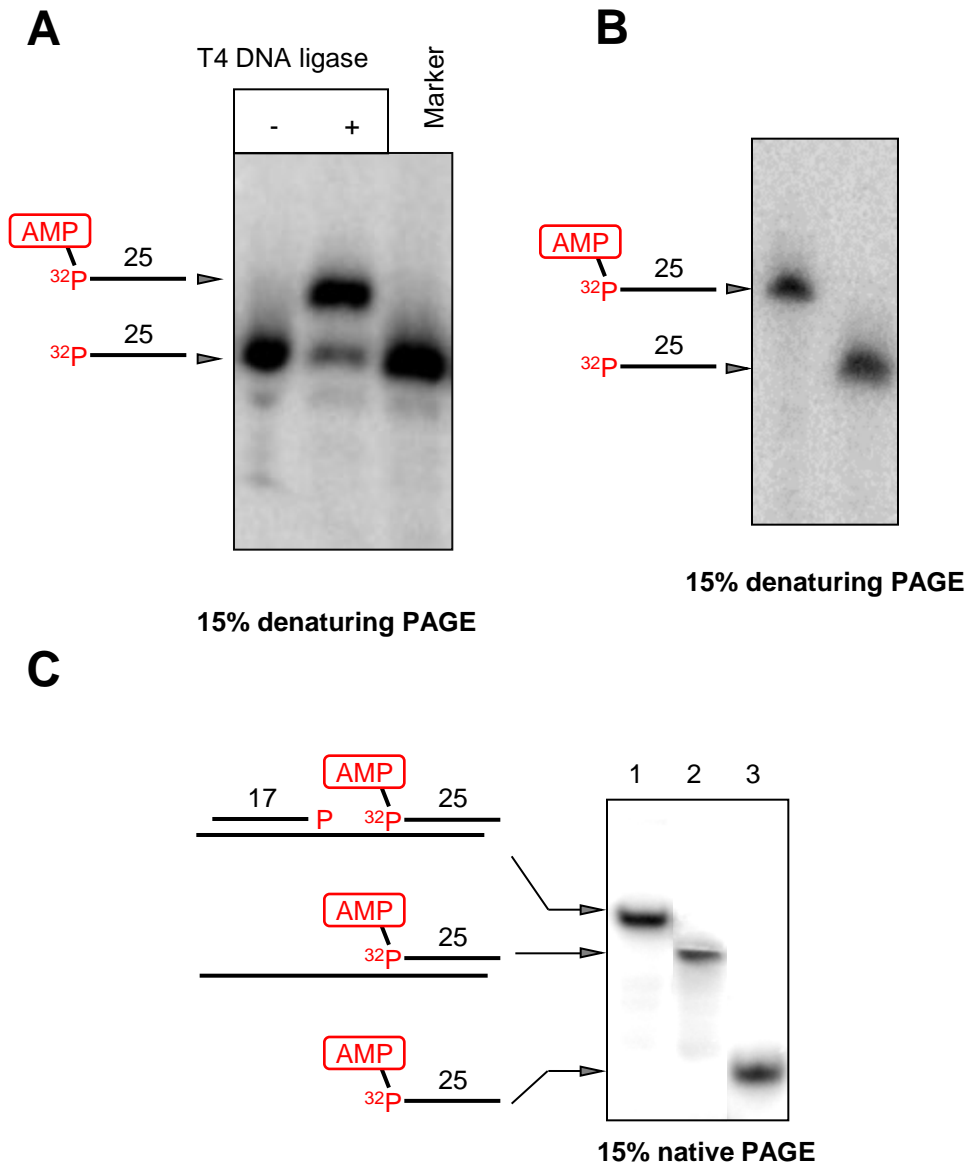 A
T4 DNA ligase
Marker
- +
AMP
25
³²P
25
³²P
15% denaturing PAGE
B
AMP
25
³²P
25
³²P
15% denaturing PAGE
C
1 2 3
AMP
17 25
P ³²P
AMP
25
³²P
AMP
25
³²P
15% native PAGE